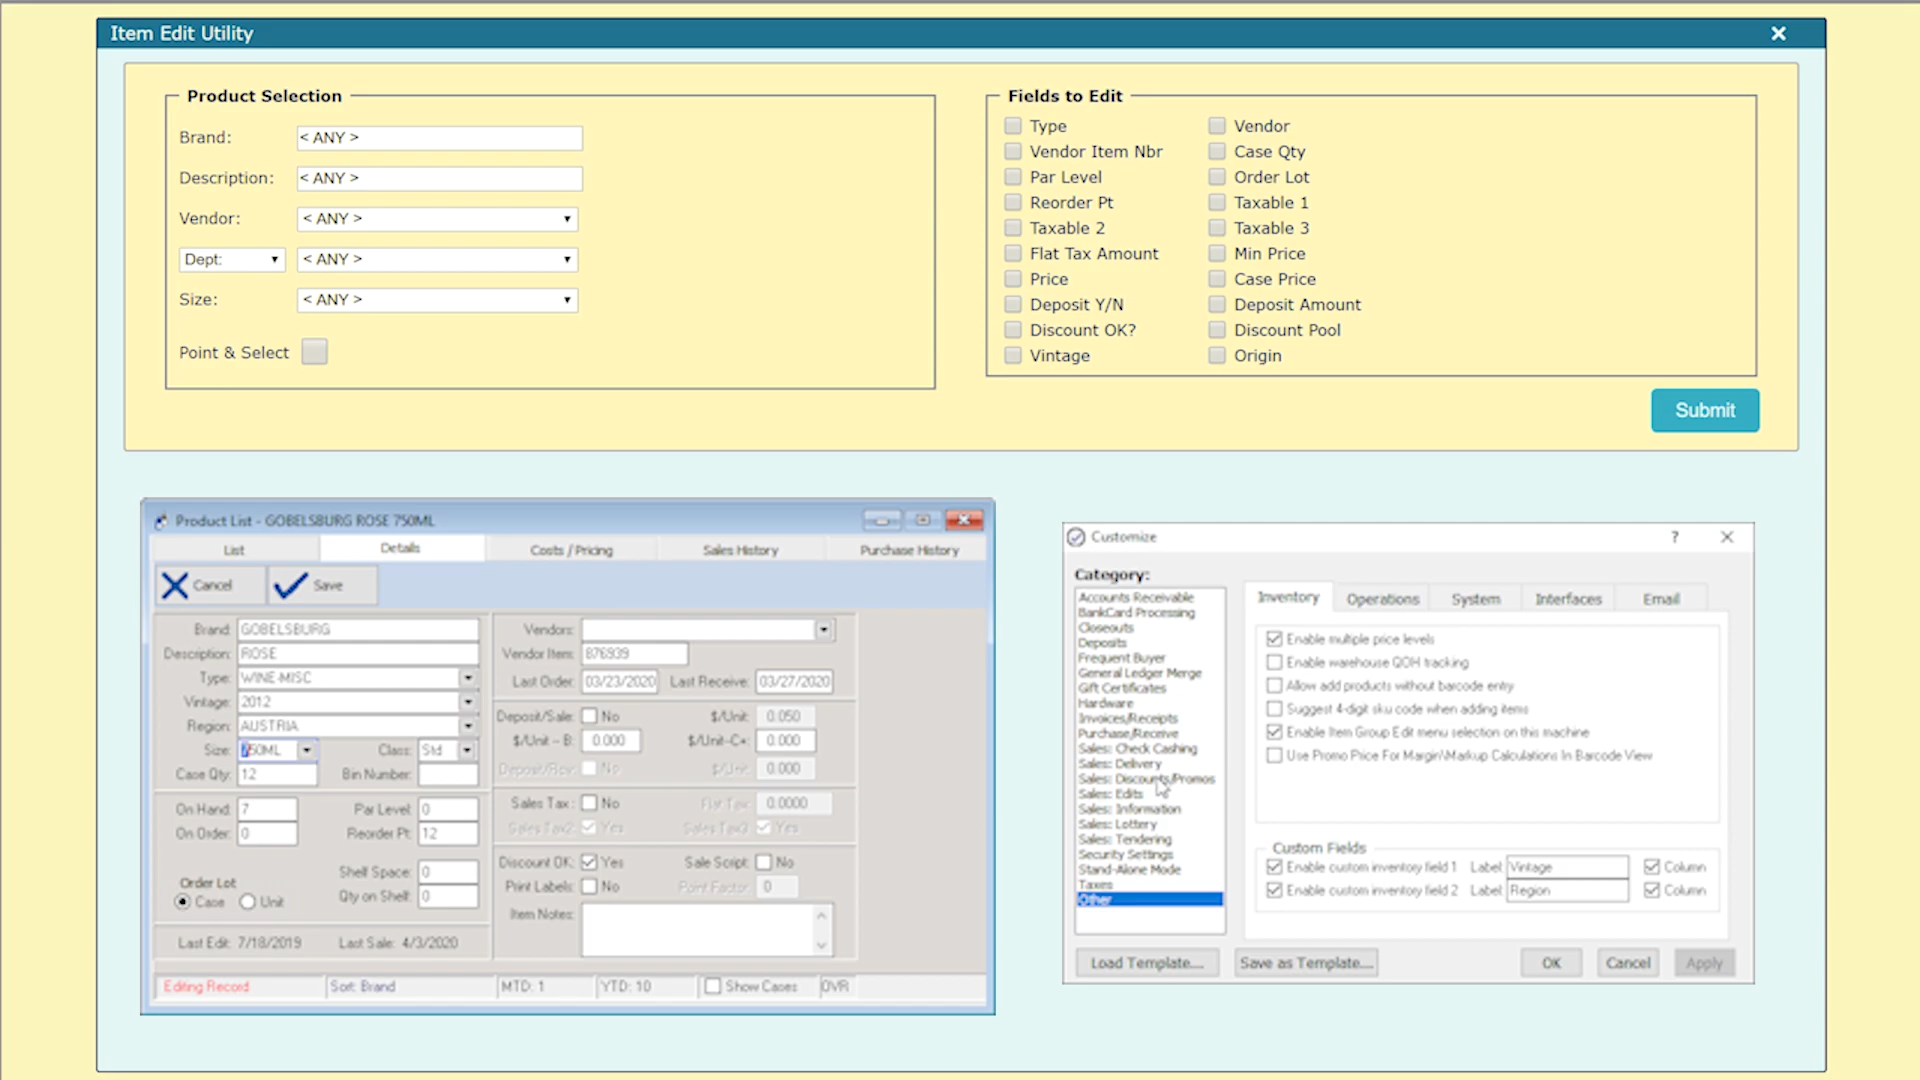 Item Edit Utility
Product Selection
Brand: < ANY >
Description: < ANY >
Vendor: < ANY >
Dept: < ANY >
Size: < ANY >
Point & Select
Fields to Edit
Type Vendor
Vendor Item Nbr Case Qty
Par Level Order Lot
Reorder Pt Taxable 1
Taxable 2 Taxable 3
Flat Tax Amount Min Price
Price Case Price
Deposit Y/N Deposit Amount
Discount OK? Discount Pool
Vintage Origin
Submit
Product List - GOBELSBURG ROSE 750ML
List Details Costs / Pricing Sales History Purchase History
Cancel Save
Brand: GOBELSBURG
Description: ROSE
Type: WINE-MISC
Vintage: 2012
Region: AUSTRIA
Size: 750ML Class: Std
Case Qty: 12 Bin Number:
On Hand: 7 Par Level: 0
On Order: 0 Reorder Pt: 12
Shelf Space: 0
Order Lot
Qty on Shelf: 0
Case Unit
Last Edit: 7/18/2019 Last Sale: 4/3/2020
Vendors:
Vendor Item: 876939
Last Order: 03/23/2020 Last Receive: 03/27/2020
Deposit/Sale: No $/Unit: 0.050
$/Unit--B: 0.000 $/Unit--C+: 0.000
Deposit/Rcv: No $/Unit: 0.000
Sales Tax: No Flat Tax: 0.0000
Sales Tax2: Yes Sales Tax3: Yes
Discount OK: Yes Sale Script: No
Print Labels: No Point Factor: 0
Item Notes:
Editing Record Sort: Brand MTD: 1 YTD: 10 Show Cases OVR
Customize ?
Category:
Accounts Receivable
BankCard Processing
Closeouts
Deposits
Frequent Buyer
General Ledger Merge
Gift Certificates
Hardware
Invoices/Receipts
Purchase/Receive
Sales: Check Cashing
Sales: Delivery
Sales: Discounts/Promos
Sales: Edits
Sales: Information
Sales: Lottery
Sales: Tendering
Security Settings
Stand-Alone Mode
Taxes
Other
Inventory Operations System Interfaces Email
Enable multiple price levels
Enable warehouse QOH tracking
Allow add products without barcode entry
Suggest 4-digit sku code when adding items
Enable Item Group Edit menu selection on this machine
Use Promo Price For Margin\Markup Calculations In Barcode View
Custom Fields
Enable custom inventory field 1 Label Vintage Column
Enable custom inventory field 2 Label Region Column
Load Template.... Save as Template.... OK Cancel Apply